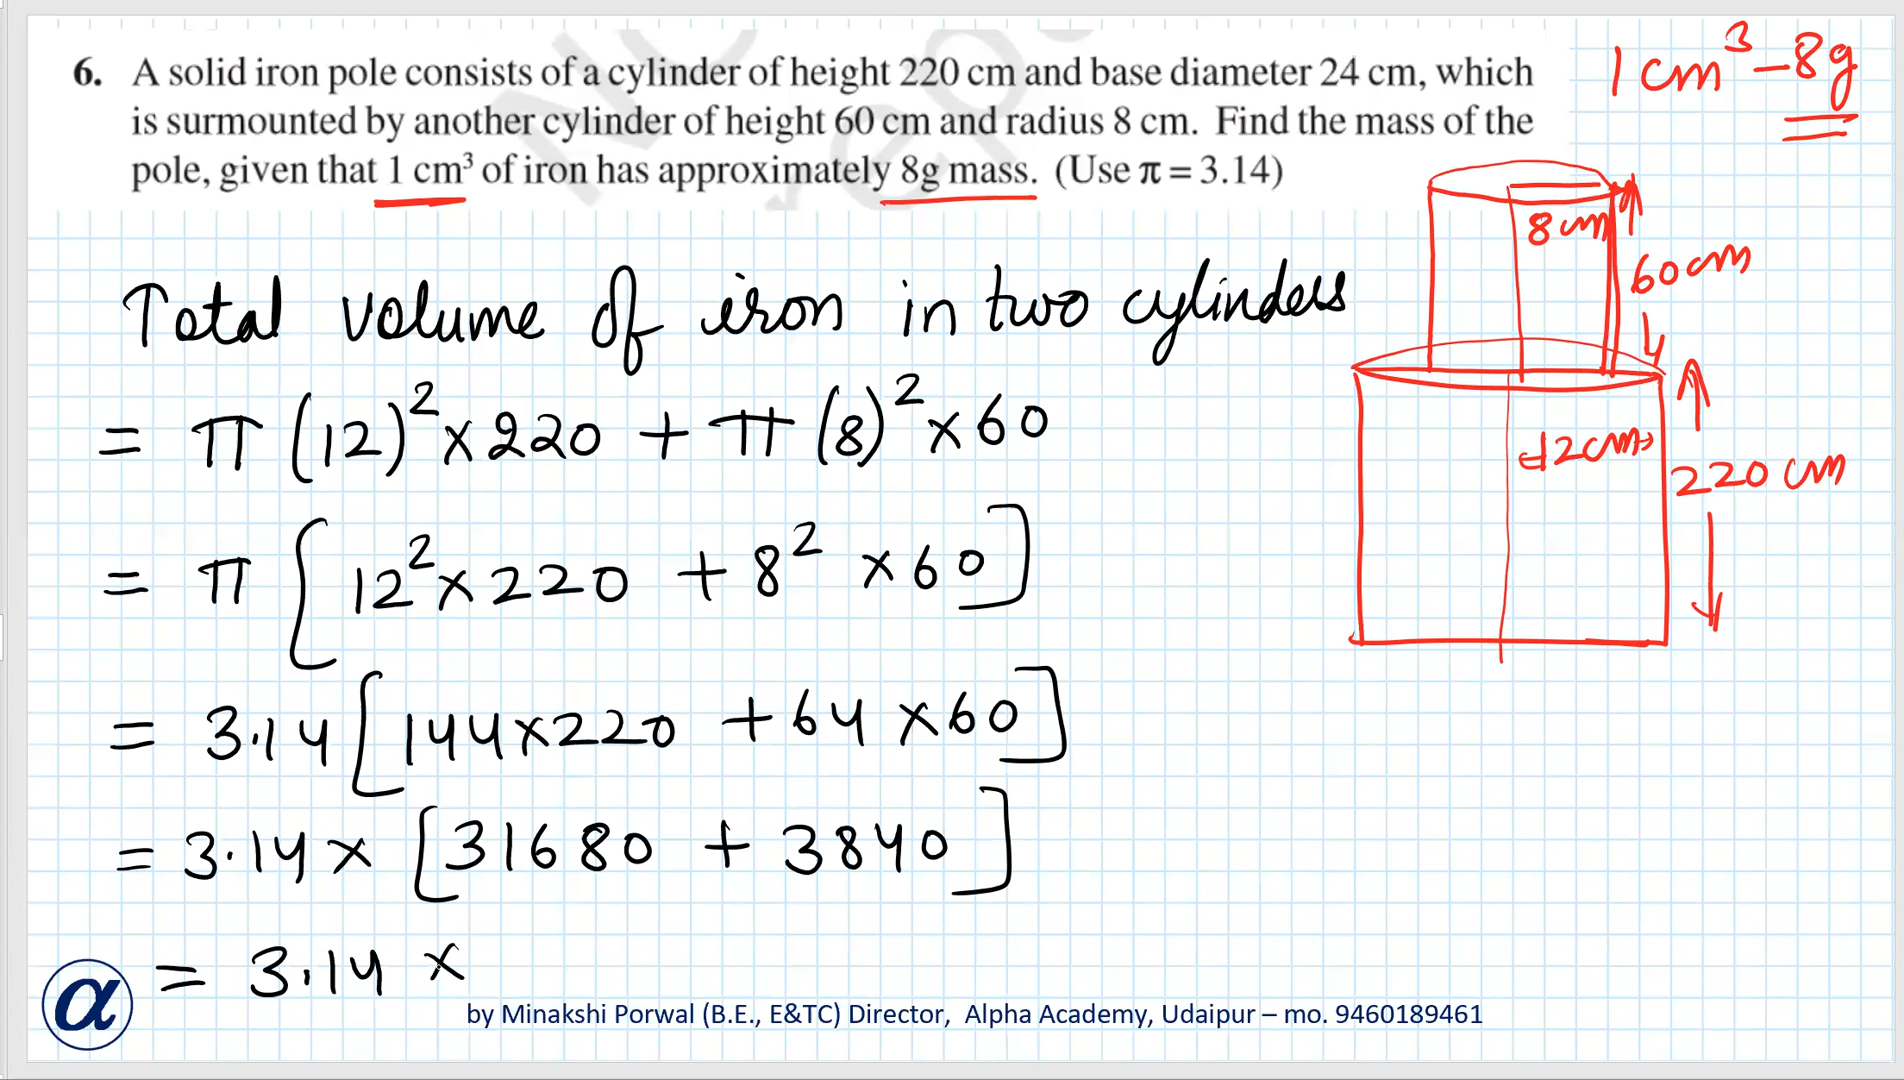 6. A solid iron pole consists of a cylinder of height 220 cm and base diameter 24 cm, which
is surmounted by another cylinder of height 60 cm and radius 8 cm. Find the mass of the
pole, given that 1 cm³ of iron has approximately 8g mass. (Use π = 3.14)
1 cm³ – 8g
8 cm
60 cm
12 cm
220 cm
Total volume of iron in two cylinders
= π (12)² × 220 + π (8)² × 60
= π [12² × 220 + 8² × 60]
= 3.14 [144 × 220 + 64 × 60]
= 3.14 × [31680 + 3840]
= 3.14 ×
α
by Minakshi Porwal (B.E., E&TC) Director, Alpha Academy, Udaipur – mo. 9460189461